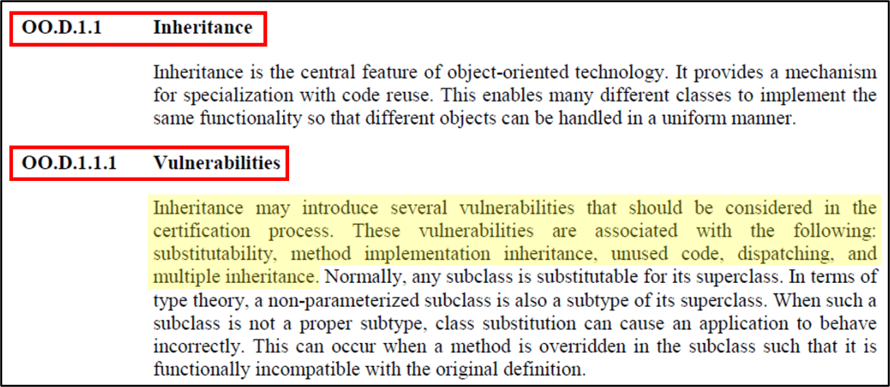 OO.D.1.1 Inheritance
Inheritance is the central feature of object-oriented technology. It provides a mechanism
for specialization with code reuse. This enables many different classes to implement the
same functionality so that different objects can be handled in a uniform manner.
OO.D.1.1.1 Vulnerabilities
Inheritance may introduce several vulnerabilities that should be considered in the
certification process. These vulnerabilities are associated with the following:
substitutability, method implementation inheritance, unused code, dispatching, and
multiple inheritance. Normally, any subclass is substitutable for its superclass. In terms of
type theory, a non-parameterized subclass is also a subtype of its superclass. When such a
subclass is not a proper subtype, class substitution can cause an application to behave
incorrectly. This can occur when a method is overridden in the subclass such that it is
functionally incompatible with the original definition.